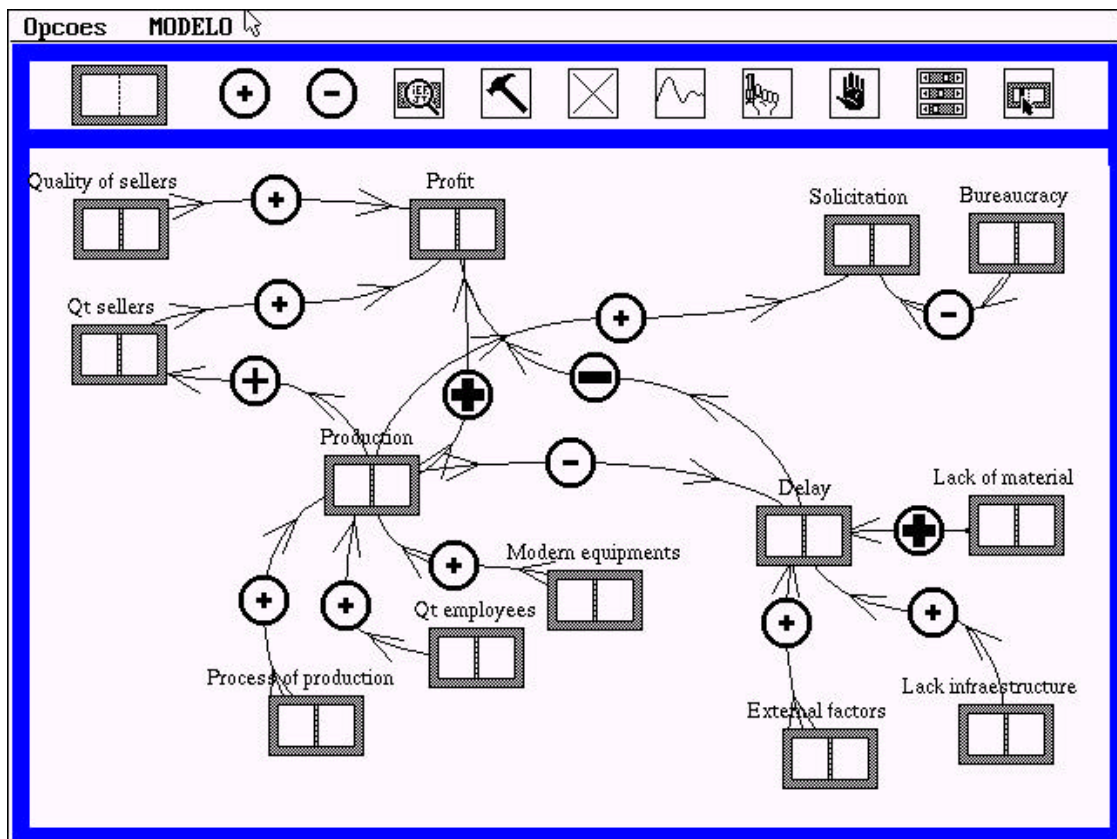 Opcoes MODELO
Quality of sellers
Profit
Solicitation
Bureaucracy
Qt sellers
Production
Delay
Lack of material
Modern equipments
Qt employees
Process of production
External factors
Lack infraestructure